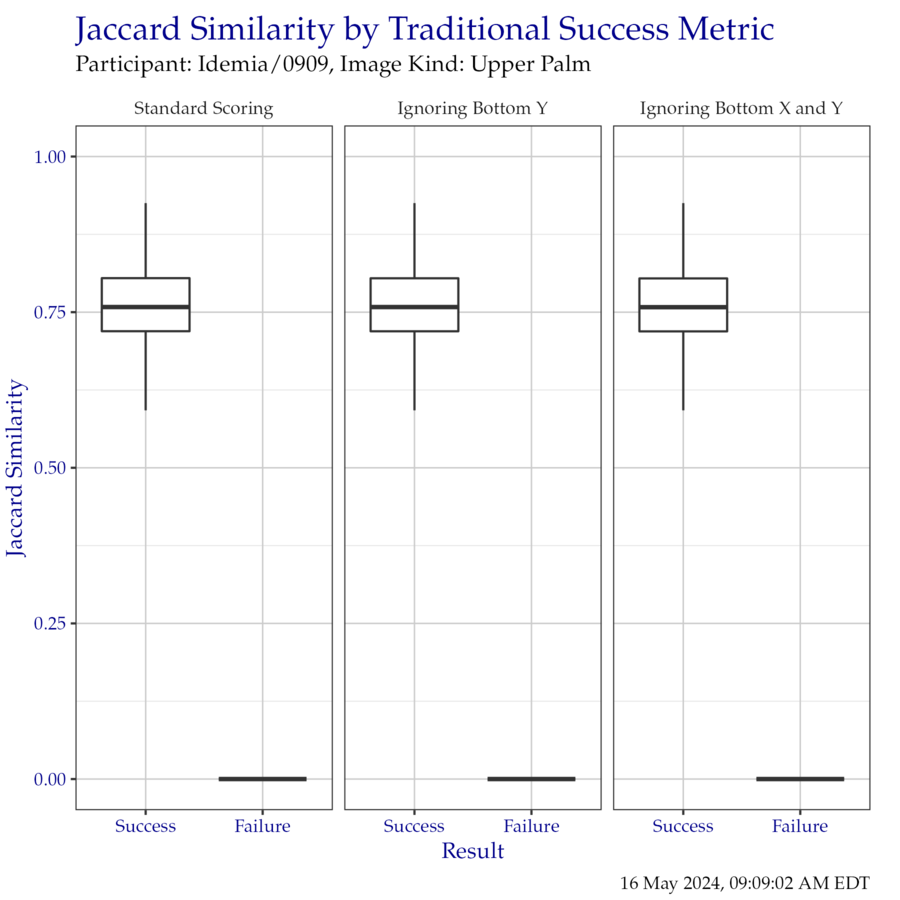 Jaccard Similarity by Traditional Success Metric
Participant: Idemia/0909, Image Kind: Upper Palm
Standard Scoring
Ignoring Bottom Y
Ignoring Bottom X and Y
Jaccard Similarity
1.00
0.75
0.50
0.25
0.00
Success Failure
Success Failure
Success Failure
Result
16 May 2024, 09:09:02 AM EDT